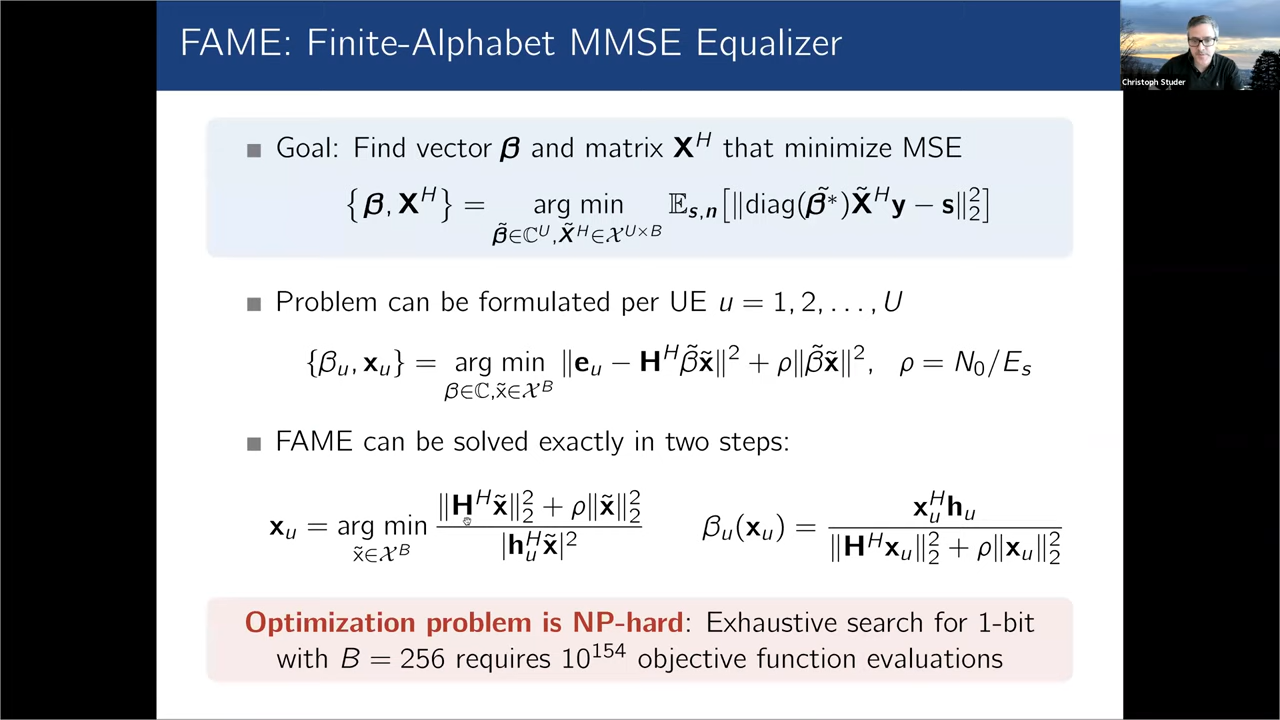 FAME: Finite-Alphabet MMSE Equalizer
Christoph Studer
■ Goal: Find vector β and matrix X^H that minimize MSE
{β, X^H} = arg min_{β̃∈ℂ^U, X̃^H∈𝒳^{U×B}} 𝔼_{s,n}[‖diag(β̃*)X̃^H y − s‖₂²]
■ Problem can be formulated per UE u = 1, 2, . . . , U
{β_u, x_u} = arg min_{β∈ℂ, x̃∈𝒳^B} ‖e_u − H^H β̃x̃‖² + ρ‖β̃x̃‖², ρ = N₀/E_s
■ FAME can be solved exactly in two steps:
x_u = arg min_{x̃∈𝒳^B} (‖H^H x̃‖₂² + ρ‖x̃‖₂²) / |h_u^H x̃|² β_u(x_u) = x_u^H h_u / (‖H^H x_u‖₂² + ρ‖x_u‖₂²)
Optimization problem is NP-hard: Exhaustive search for 1-bit
with B = 256 requires 10^154 objective function evaluations